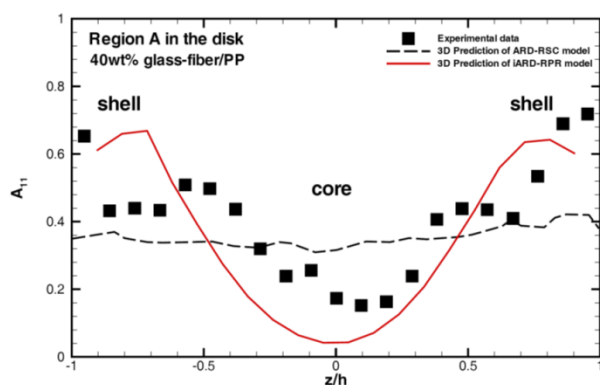 Region A in the disk
40wt% glass-fiber/PP
Experimental data
3D Prediction of ARD-RSC model
3D Prediction of iARD-RPR model
shell
shell
core
A11
1
0.8
0.6
0.4
0.2
0
-1
-0.5
0
0.5
1
z/h